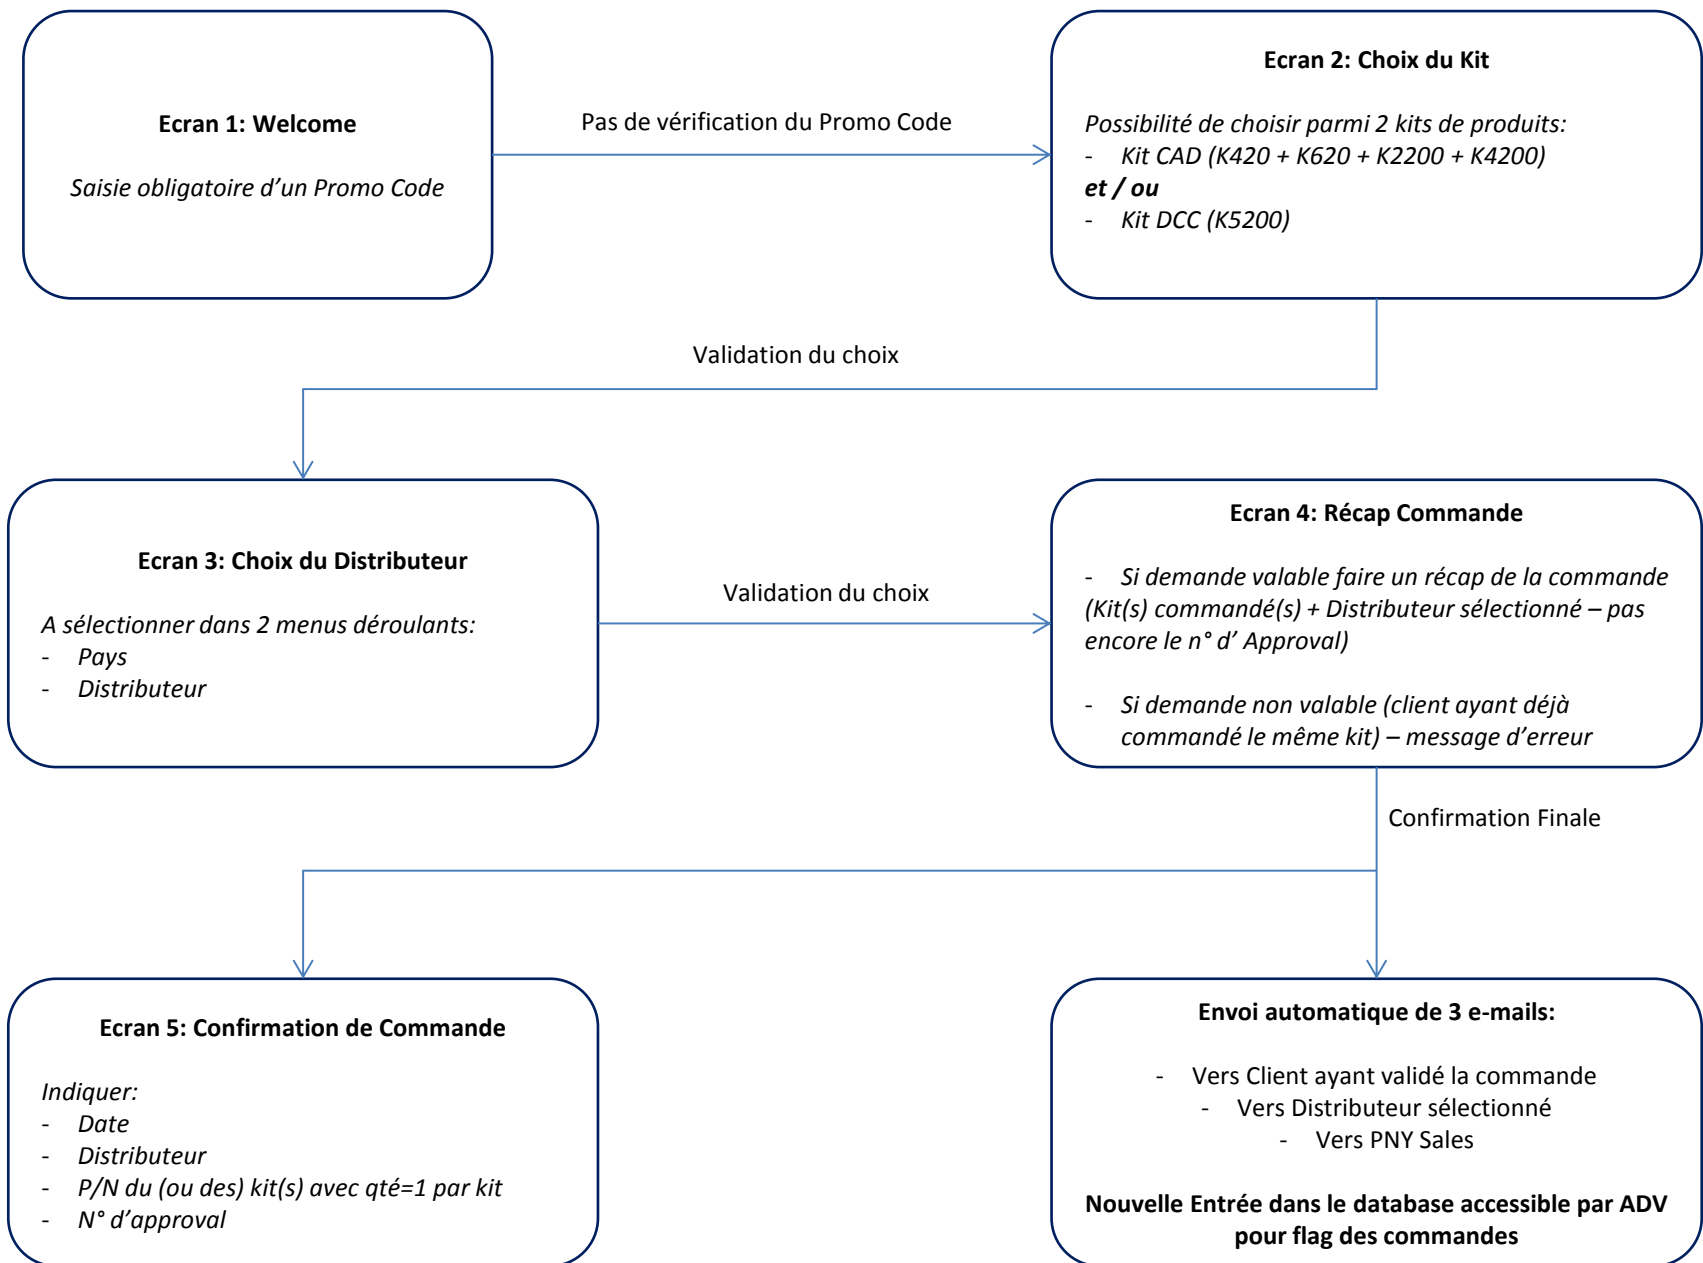 Ecran 1: Welcome
Saisie obligatoire d’un Promo Code
Pas de vérification du Promo Code
Ecran 2: Choix du Kit
Possibilité de choisir parmi 2 kits de produits:
- Kit CAD (K420 + K620 + K2200 + K4200)
et / ou
- Kit DCC (K5200)
Validation du choix
Ecran 3: Choix du Distributeur
A sélectionner dans 2 menus déroulants:
- Pays
- Distributeur
Validation du choix
Ecran 4: Récap Commande
- Si demande valable faire un récap de la commande
(Kit(s) commandé(s) + Distributeur sélectionné – pas
encore le n° d’ Approval)
- Si demande non valable (client ayant déjà
commandé le même kit) – message d’erreur
Confirmation Finale
Ecran 5: Confirmation de Commande
Indiquer:
- Date
- Distributeur
- P/N du (ou des) kit(s) avec qté=1 par kit
- N° d’approval
Envoi automatique de 3 e-mails:
- Vers Client ayant validé la commande
- Vers Distributeur sélectionné
- Vers PNY Sales
Nouvelle Entrée dans le database accessible par ADV
pour flag des commandes